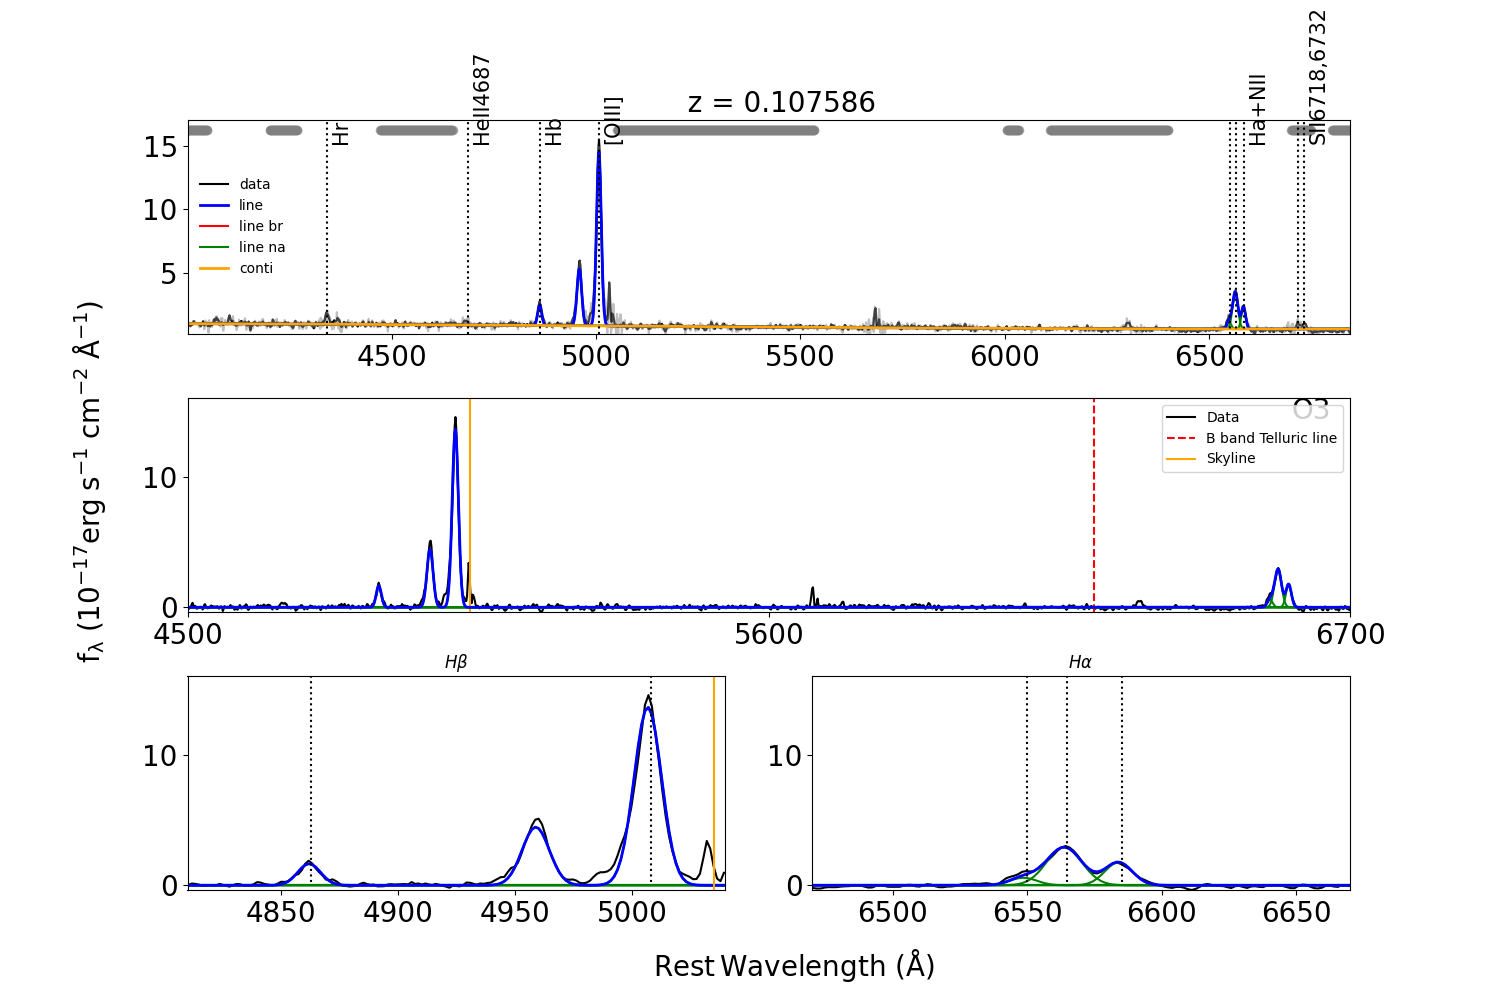 z = 0.107586
Hr
HeII4687
Hb
[OIII]
Ha+NII
SII6718,6732
15
10
5
data
line
line br
line na
conti
4500
5000
5500
6000
6500
fλ (10⁻¹⁷erg s⁻¹ cm⁻² Å⁻¹)
O3
Data
B band Telluric line
Skyline
10
0
4500
5600
6700
Hβ
10
0
4850
4900
4950
5000
Hα
10
0
6500
6550
6600
6650
Rest Wavelength (Å)